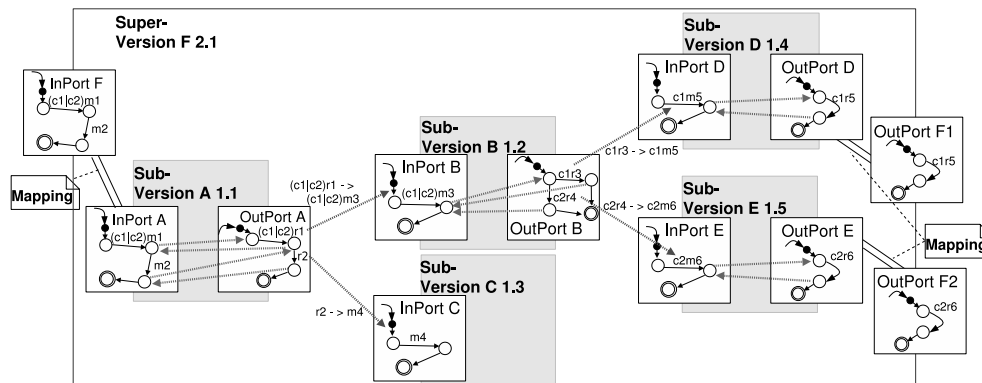 Super-
Version F 2.1
InPort F
(c1|c2)m1
m2
Mapping
Sub-
Version A 1.1
InPort A
(c1|c2)m1
m2
OutPort A
(c1|c2)r1
r2
(c1|c2)r1 ->
(c1|c2)m3
r2 -> m4
Sub-
Version B 1.2
InPort B
(c1|c2)m3
c1r3
c2r4
OutPort B
Sub-
Version C 1.3
InPort C
m4
c1r3 -> c1m5
c2r4 -> c2m6
Sub-
Version D 1.4
InPort D
c1m5
OutPort D
c1r5
Sub-
Version E 1.5
InPort E
c2m6
OutPort E
c2r6
OutPort F1
c1r5
Mapping
OutPort F2
c2r6